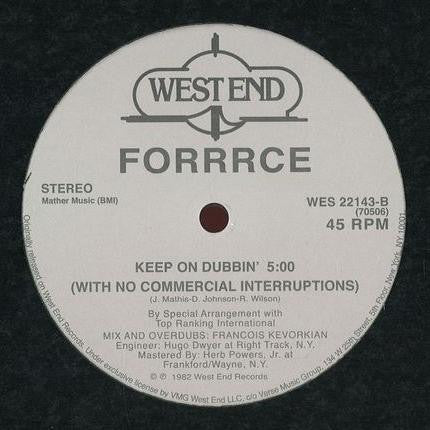 WEST END
FORRRCE
STEREO
Mather Music (BMI)
WES 22143-B
(70506)
45 RPM
KEEP ON DUBBIN' 5:00
(WITH NO COMMERCIAL INTERRUPTIONS)
(J. Mathis-D. Johnson-R. Wilson)
By Special Arrangement with
Top Ranking International
MIX AND OVERDUBS: FRANCOIS KEVORKIAN
Engineer: Hugo Dwyer at Right Track, N.Y.
Mastered By: Herb Powers, Jr. at
Frankford/Wayne, N.Y.
© ℗ 1982 West End Records
Originally released on West End Records. Under exclusive license by VMG West End LLC, c/o Verse Music Group, 134 W 25th Street, 5th Floor, NY, NY 10001